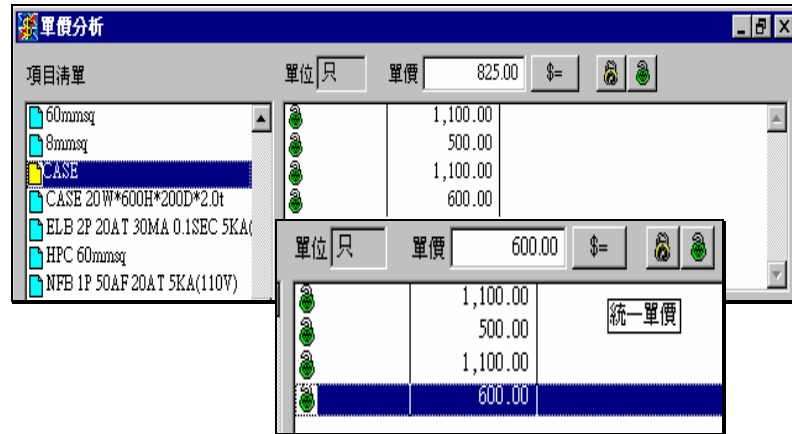 單價分析
項目清單 單位 只 單價 825.00 $=
60mmsq
8mmsq
CASE
CASE 20W*600H*200D*2.0t
ELB 2P 20AT 30MA 0.1SEC 5KA(
HPC 60mmsq
NFB 1P 50AF 20AT 5KA(110V)
1,100.00
500.00
1,100.00
600.00
單位 只 單價 600.00 $=
1,100.00
500.00
1,100.00
600.00
統一單價